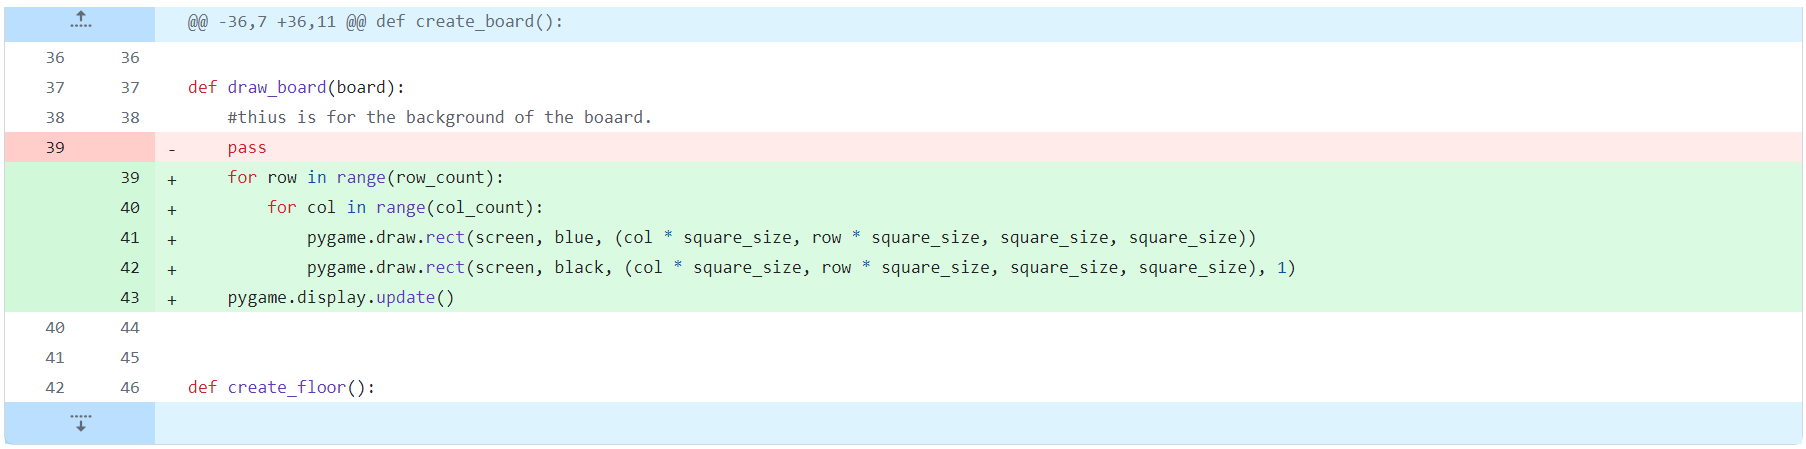 @@ -36,7 +36,11 @@ def create_board():
36 36
37 37 def draw_board(board):
38 38 #thius is for the background of the boaard.
39 - pass
39 + for row in range(row_count):
40 + for col in range(col_count):
41 + pygame.draw.rect(screen, blue, (col * square_size, row * square_size, square_size, square_size))
42 + pygame.draw.rect(screen, black, (col * square_size, row * square_size, square_size, square_size), 1)
43 + pygame.display.update()
40 44
41 45
42 46 def create_floor():